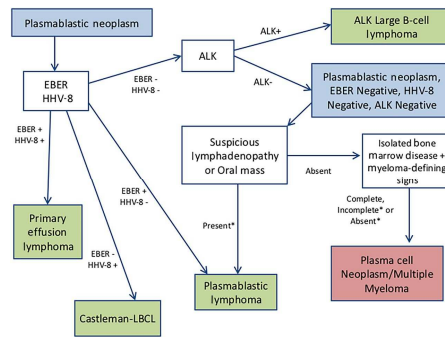 Plasmablastic neoplasm
ALK+
ALK Large B-cell
lymphoma
EBER
HHV-8
EBER -
HHV-8 -
ALK
ALK-
Plasmablastic neoplasm,
EBER Negative, HHV-8
Negative, ALK Negative
EBER +
HHV-8 +
Suspicious
lymphadenopathy
or Oral mass
Absent
Isolated bone
marrow disease +
myeloma-defining
signs
EBER +
HHV-8 -
Primary
effusion
lymphoma
Present*
Complete,
Incomplete* or
Absent*
EBER -
HHV-8 +
Plasmablastic
lymphoma
Plasma cell
Neoplasm/Multiple
Myeloma
Castleman-LBCL